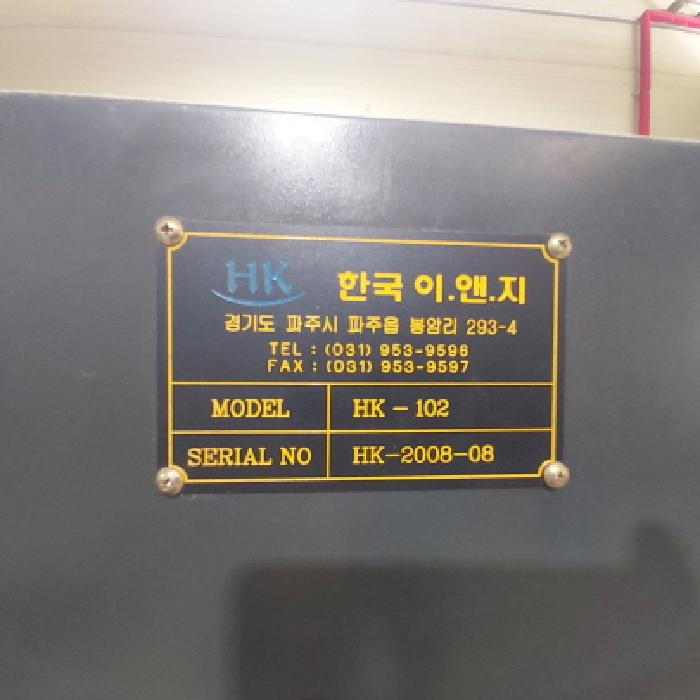 HK 한국 이.앤.지
경기도 파주시 파주읍 봉암리 293-4
TEL : (031) 953-9596
FAX : (031) 953-9597
MODEL HK - 102
SERIAL NO HK-2008-08